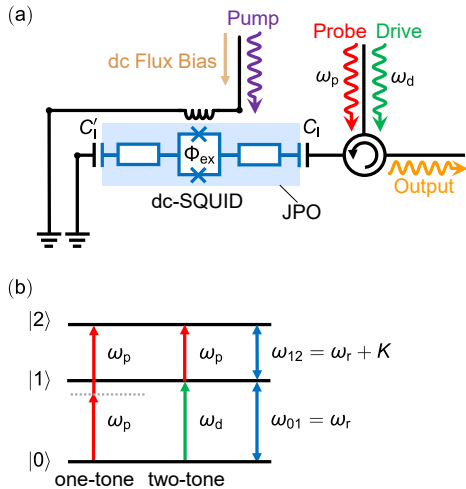 (a)
Pump
dc Flux Bias
Probe Drive
ωp ωd
C′I
CI
Φex
dc-SQUID
JPO
Output
(b)
|2⟩
ωp ωp ω12 = ωr + K
|1⟩
ωp ωd ω01 = ωr
|0⟩
one-tone two-tone